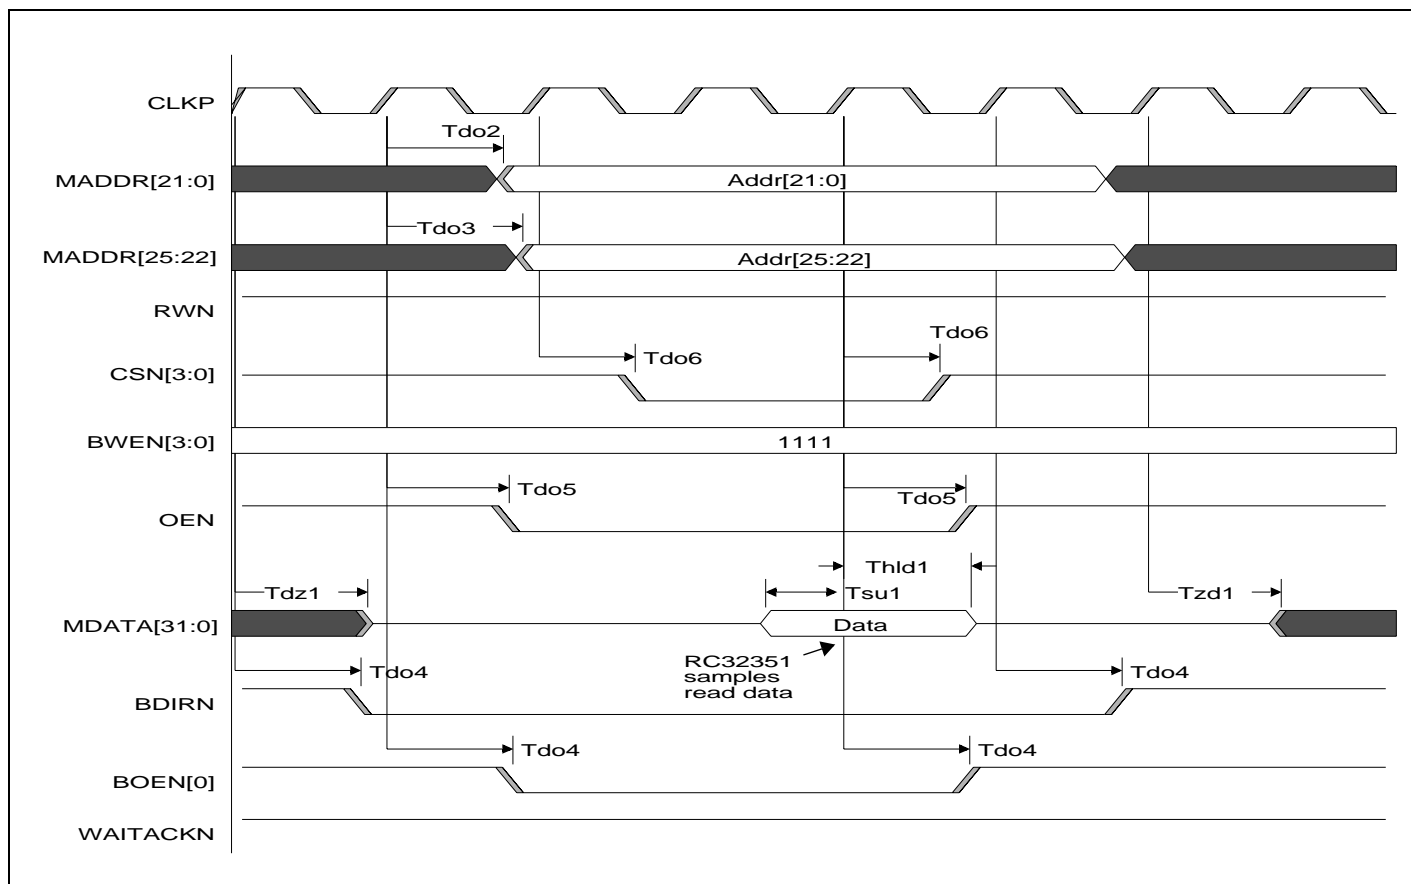 CLKP
Tdo2
MADDR[21:0] Addr[21:0]
Tdo3
MADDR[25:22] Addr[25:22]
RWN
Tdo6
Tdo6
CSN[3:0]
BWEN[3:0] 1111
Tdo5 Tdo5
OEN
Thld1
Tdz1 Tsu1 Tzd1
MDATA[31:0] Data
RC32351
samples
read data
Tdo4 Tdo4
BDIRN
Tdo4 Tdo4
BOEN[0]
WAITACKN